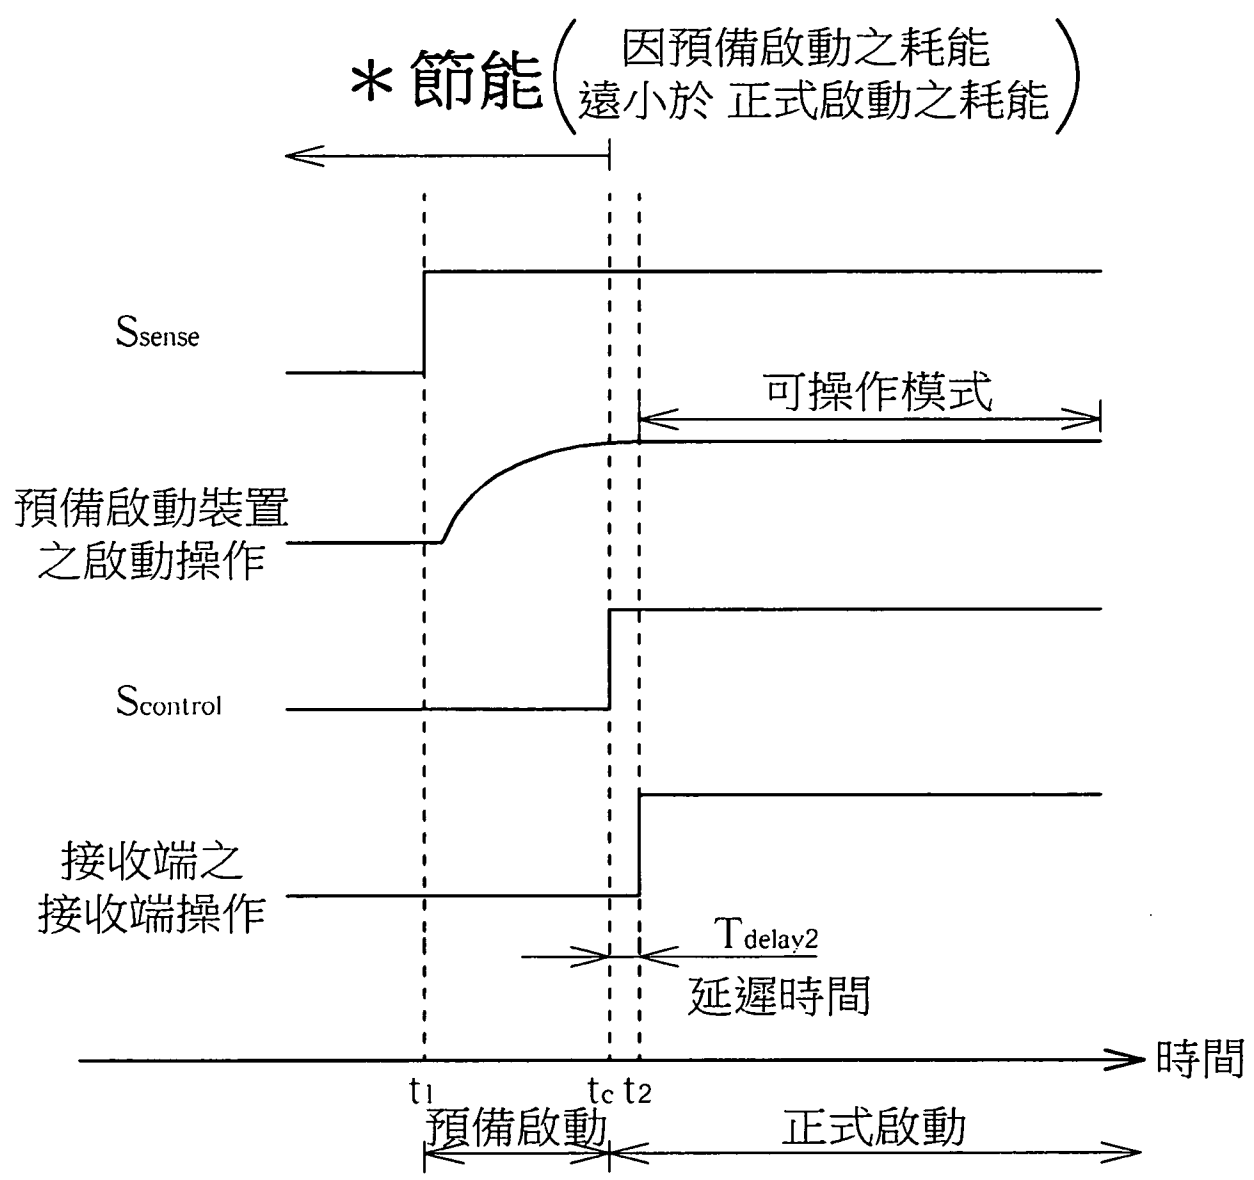 *節能(因預備啟動之耗能
遠小於 正式啟動之耗能)
Ssense
可操作模式
預備啟動裝置
之啟動操作
Scontrol
接收端之
接收端操作
Tdelay2
延遲時間
時間
t1 tc t2
預備啟動 正式啟動